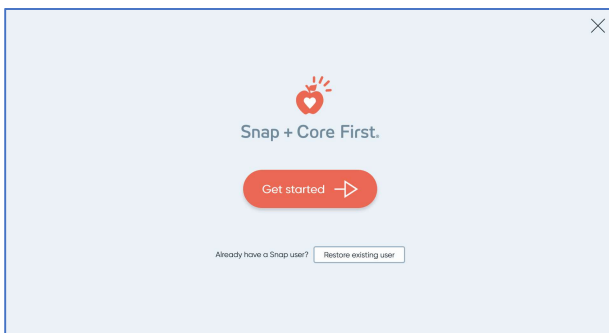 Snap + Core First®
Get started
Already have a Snap user? Restore existing user